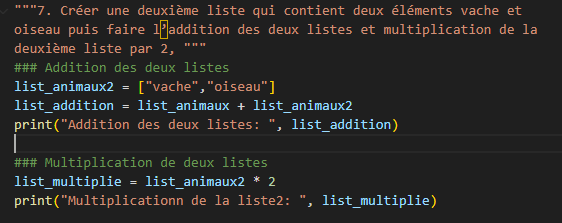 """7. Créer une deuxième liste qui contient deux éléments vache et
oiseau puis faire l’addition des deux listes et multiplication de la
deuxième liste par 2, """
### Addition des deux listes
list_animaux2 = ["vache","oiseau"]
list_addition = list_animaux + list_animaux2
print("Addition des deux listes: ", list_addition)
### Multiplication de deux listes
list_multiplie = list_animaux2 * 2
print("Multiplicationn de la liste2: ", list_multiplie)